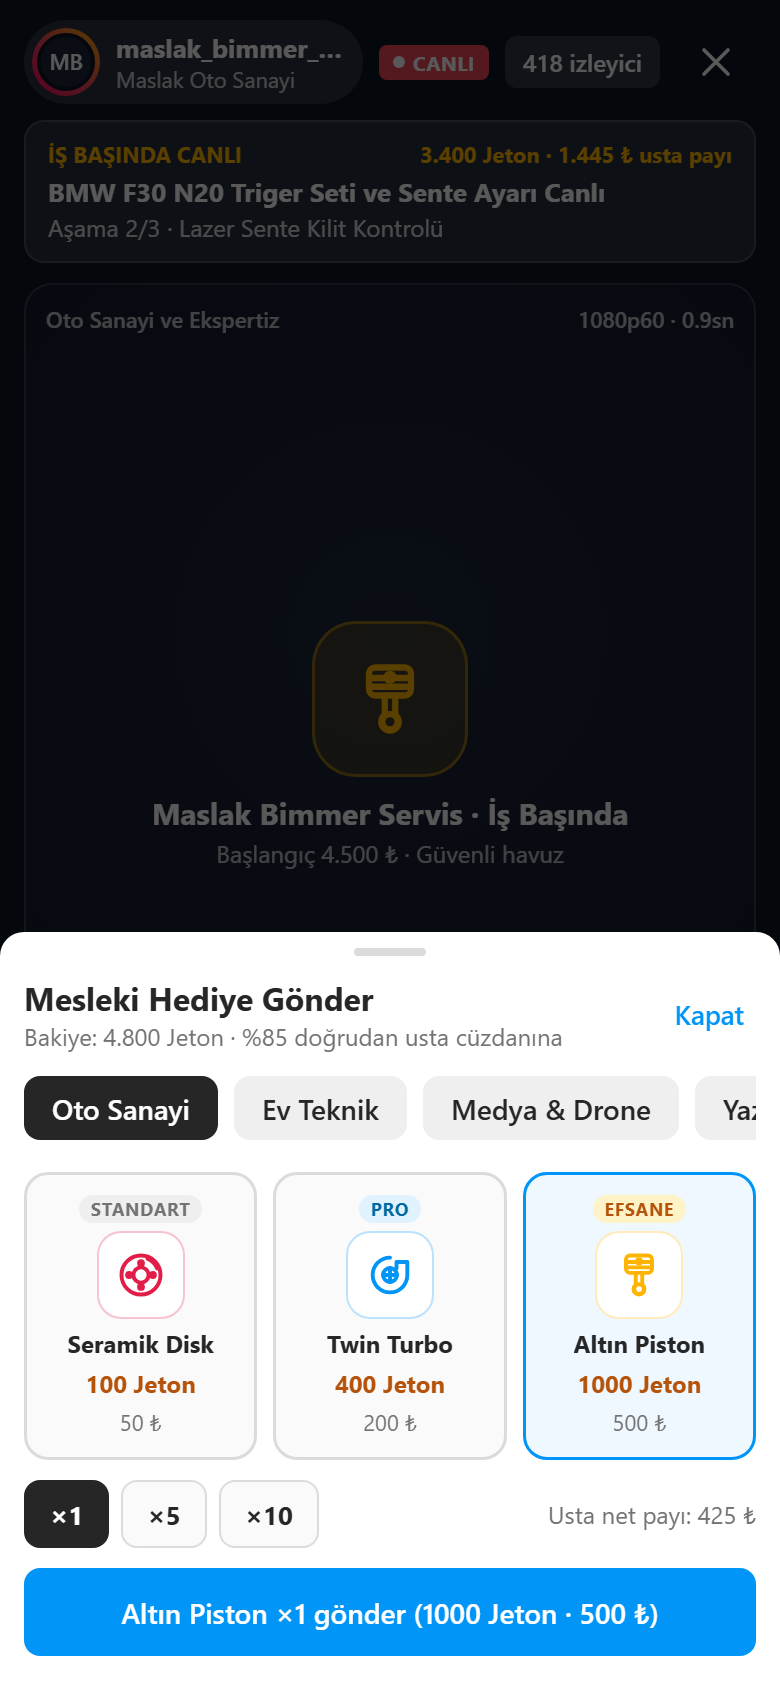 MB
maslak_bimmer_...
Maslak Oto Sanayi
CANLI
418 izleyici
İŞ BAŞINDA CANLI
3.400 Jeton · 1.445 ₺ usta payı
BMW F30 N20 Triger Seti ve Sente Ayarı Canlı
Aşama 2/3 · Lazer Sente Kilit Kontrolü
Oto Sanayi ve Ekspertiz
1080p60 · 0.9sn
Maslak Bimmer Servis · İş Başında
Başlangıç 4.500 ₺ · Güvenli havuz
Mesleki Hediye Gönder
Kapat
Bakiye: 4.800 Jeton · %85 doğrudan usta cüzdanına
Oto Sanayi
Ev Teknik
Medya & Drone
Yaz
STANDART
Seramik Disk
100 Jeton
50 ₺
PRO
Twin Turbo
400 Jeton
200 ₺
EFSANE
Altın Piston
1000 Jeton
500 ₺
×1
×5
×10
Usta net payı: 425 ₺
Altın Piston ×1 gönder (1000 Jeton · 500 ₺)